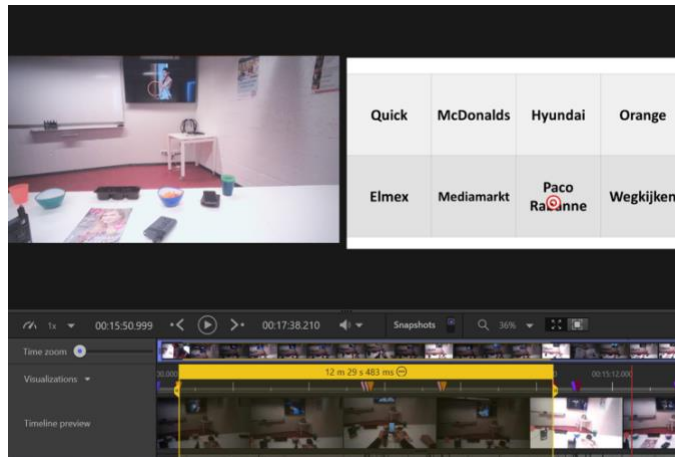 Quick McDonalds Hyundai Orange
Elmex Mediamarkt Paco Rabanne Wegkijken
1x 00:15:50.999 00:17:38.210 Snapshots 36%
Time zoom
12 m 29 s 483 ms
Visualizations 00:15:12.000
Timeline preview